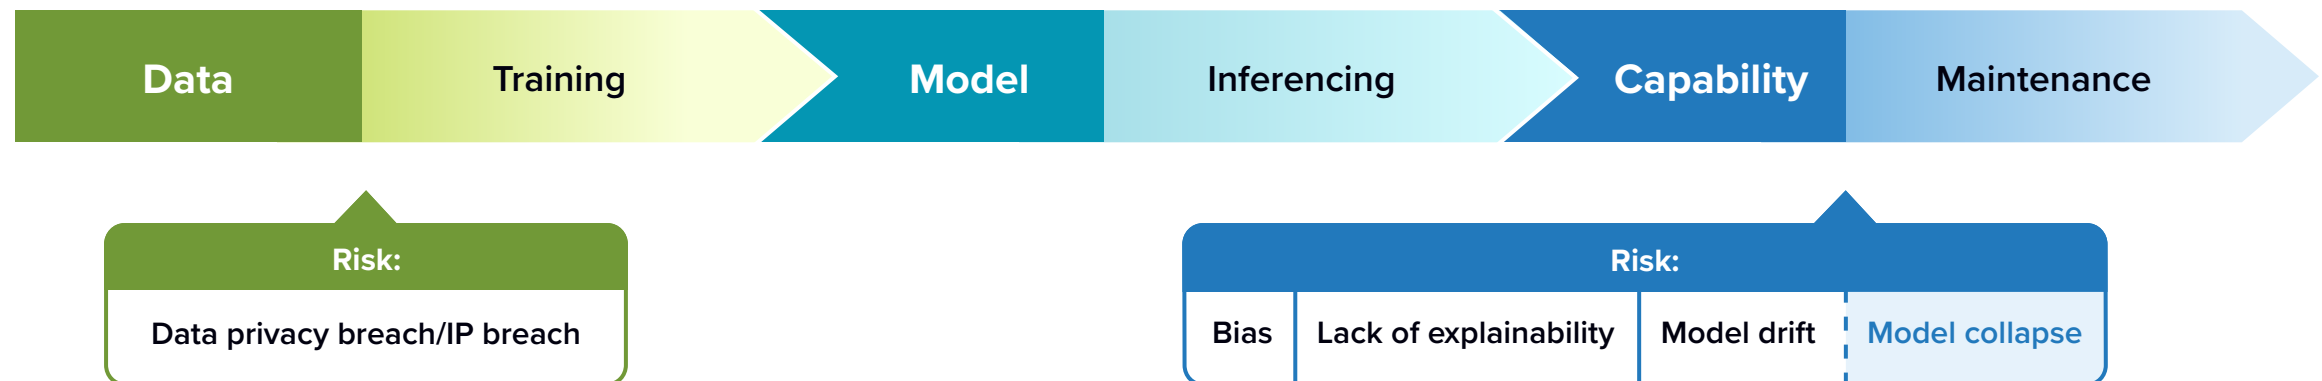 Data
Training
Model
Inferencing
Capability
Maintenance
Risk:
Data privacy breach/IP breach
Risk:
Bias
Lack of explainability
Model drift
Model collapse